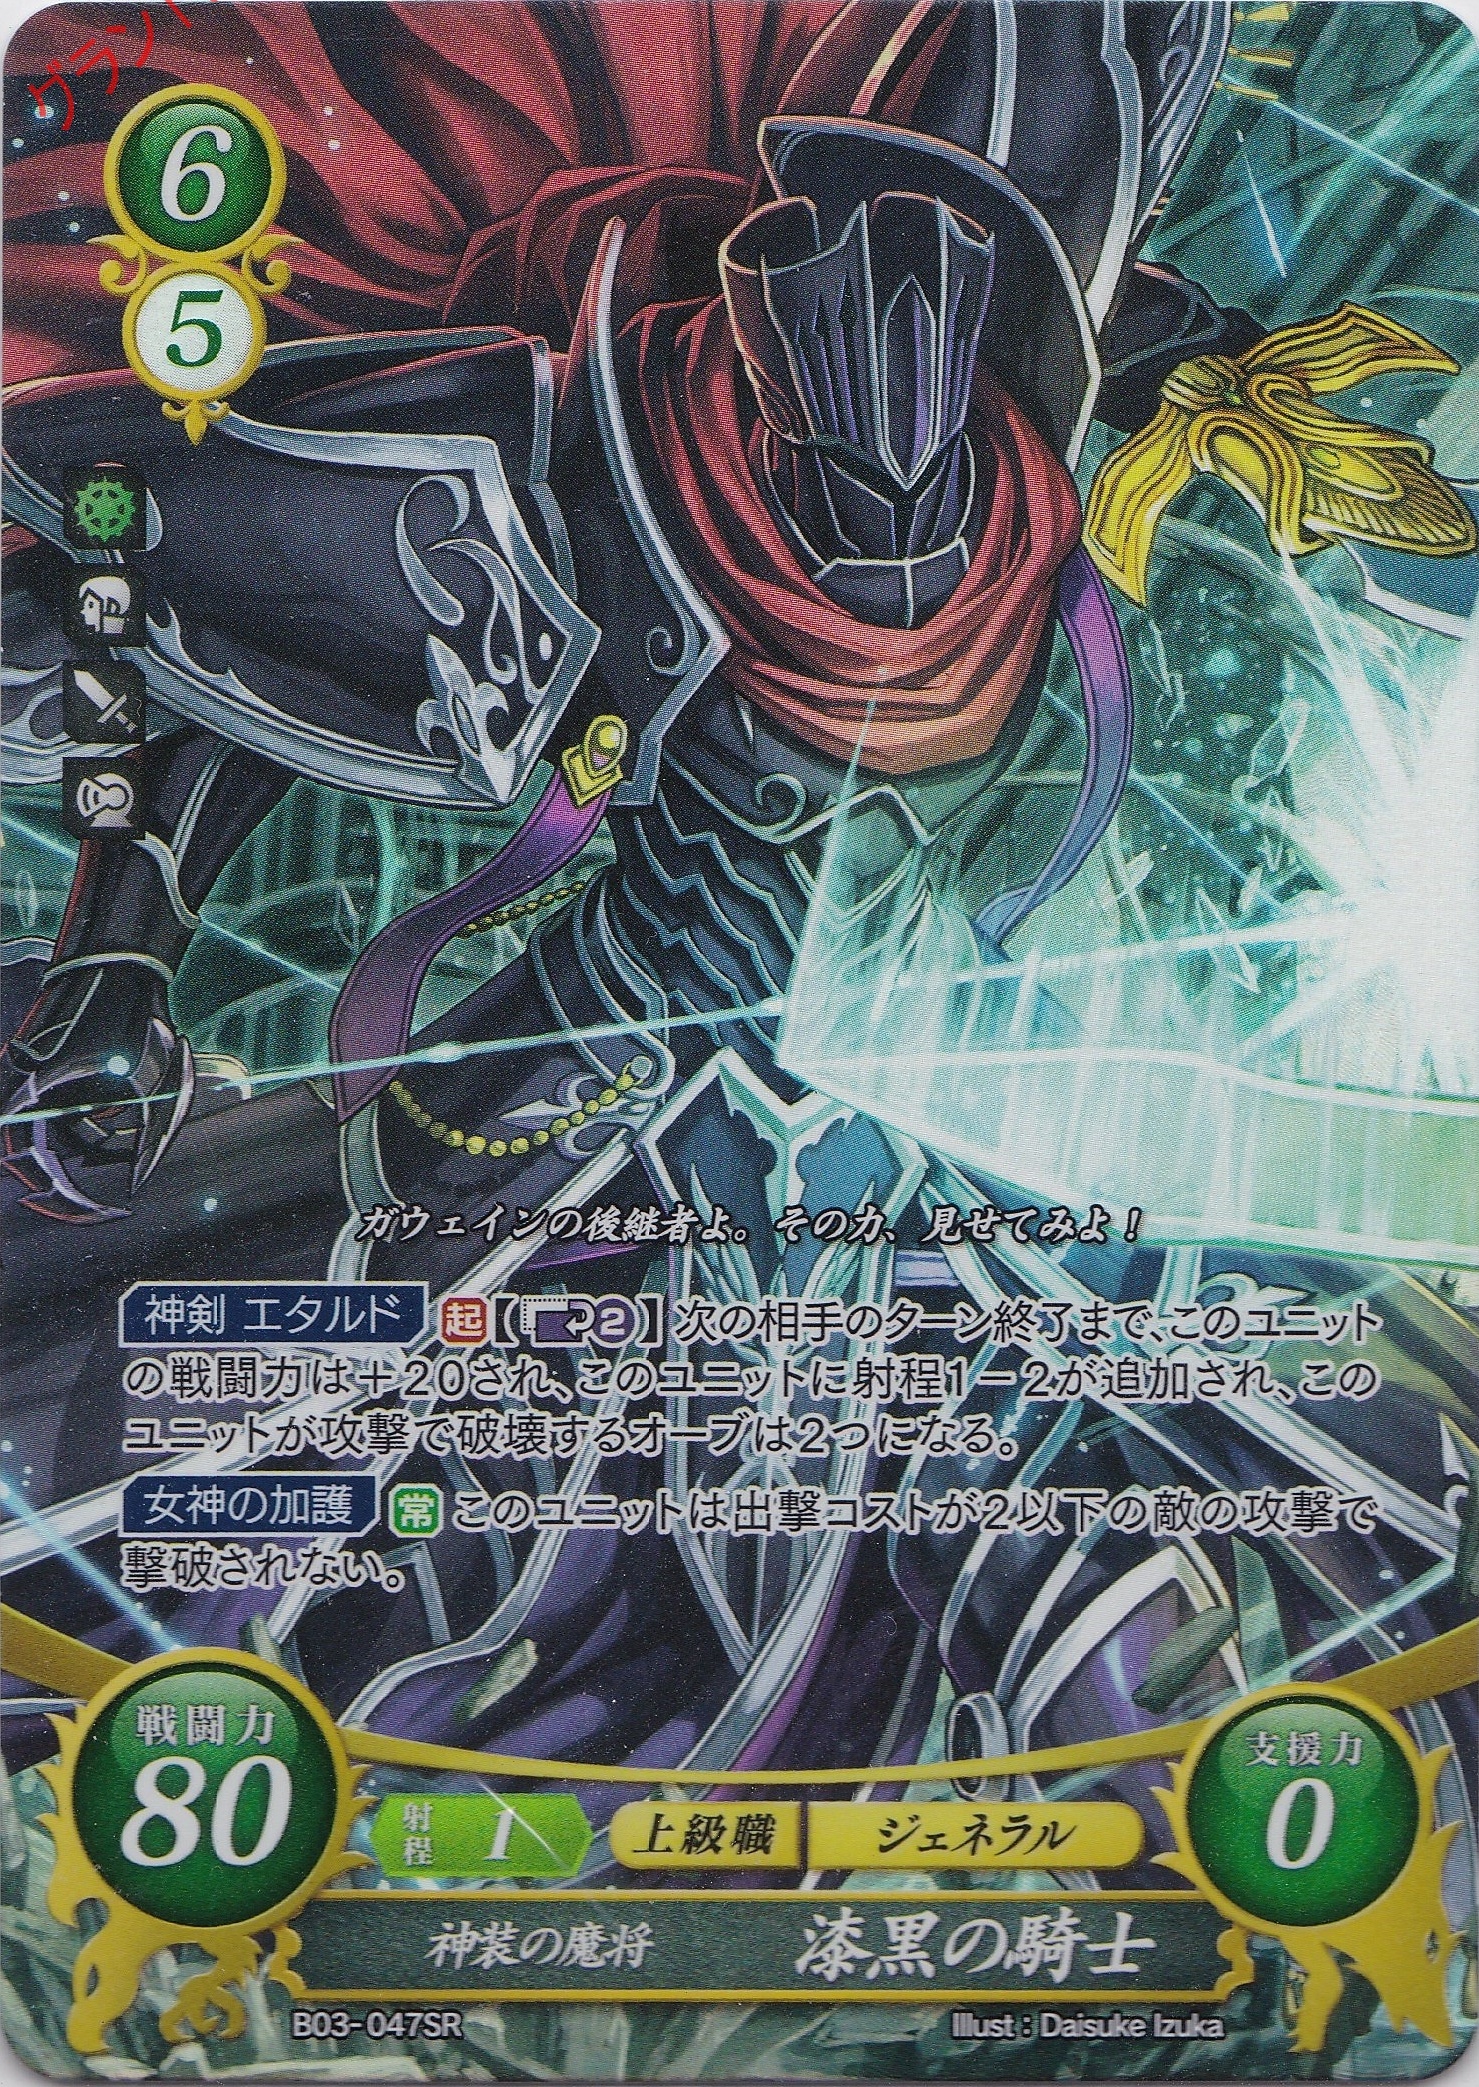 グラン
6
5
ガウェインの後継者よ。その力、見せてみよ！
神剣 エタルド 起【2】次の相手のターン終了まで、このユニット
の戦闘力は＋20され、このユニットに射程1－2が追加され、この
ユニットが攻撃で破壊するオーブは2つになる。
女神の加護 常 このユニットは出撃コストが2以下の敵の攻撃で
撃破されない。
戦闘力
80
射程 1
上級職 ジェネラル
支援力
0
神装の魔将 漆黒の騎士
B03-047SR Illust：Daisuke Izuka